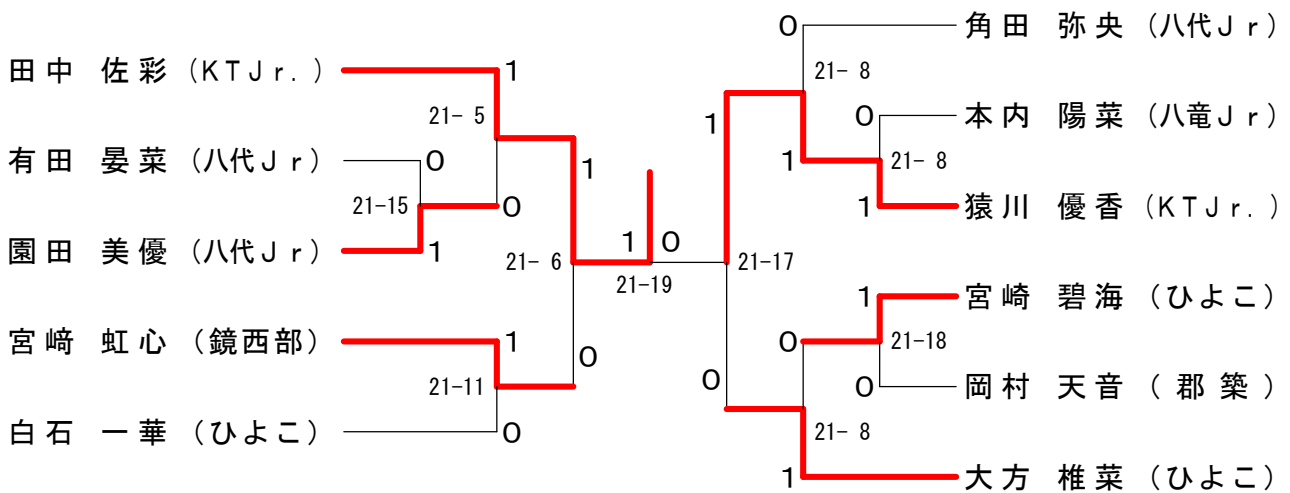 0 角田 弥央 (八代Jr)
田中 佐彩 (KTJr.) 1
21- 8
21- 5
1
0 本内 陽菜 (八竜Jr)
有田 晏菜 (八代Jr) 0
1
1
21- 8
21-15 0
1 猿川 優香 (KTJr.)
園田 美優 (八代Jr) 1
1 0
21- 6
21-19
21-17
1 宮崎 碧海 (ひよこ)
宮﨑 虹心 (鏡西部) 1
0
0
21-18
21-11
0
0 岡村 天音 (郡築)
白石 一華 (ひよこ) 0
21- 8
1 大方 椎菜 (ひよこ)